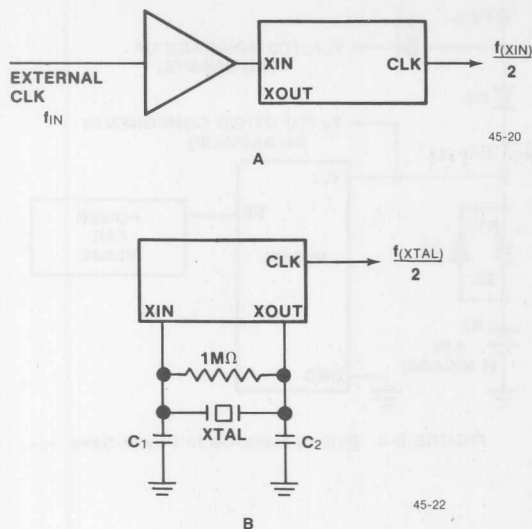 EXTERNAL
CLK
fIN
XIN
XOUT
CLK
f(XIN)
2
45-20
A
CLK
f(XTAL)
2
XIN
XOUT
1MΩ
XTAL
C1
C2
45-22
B